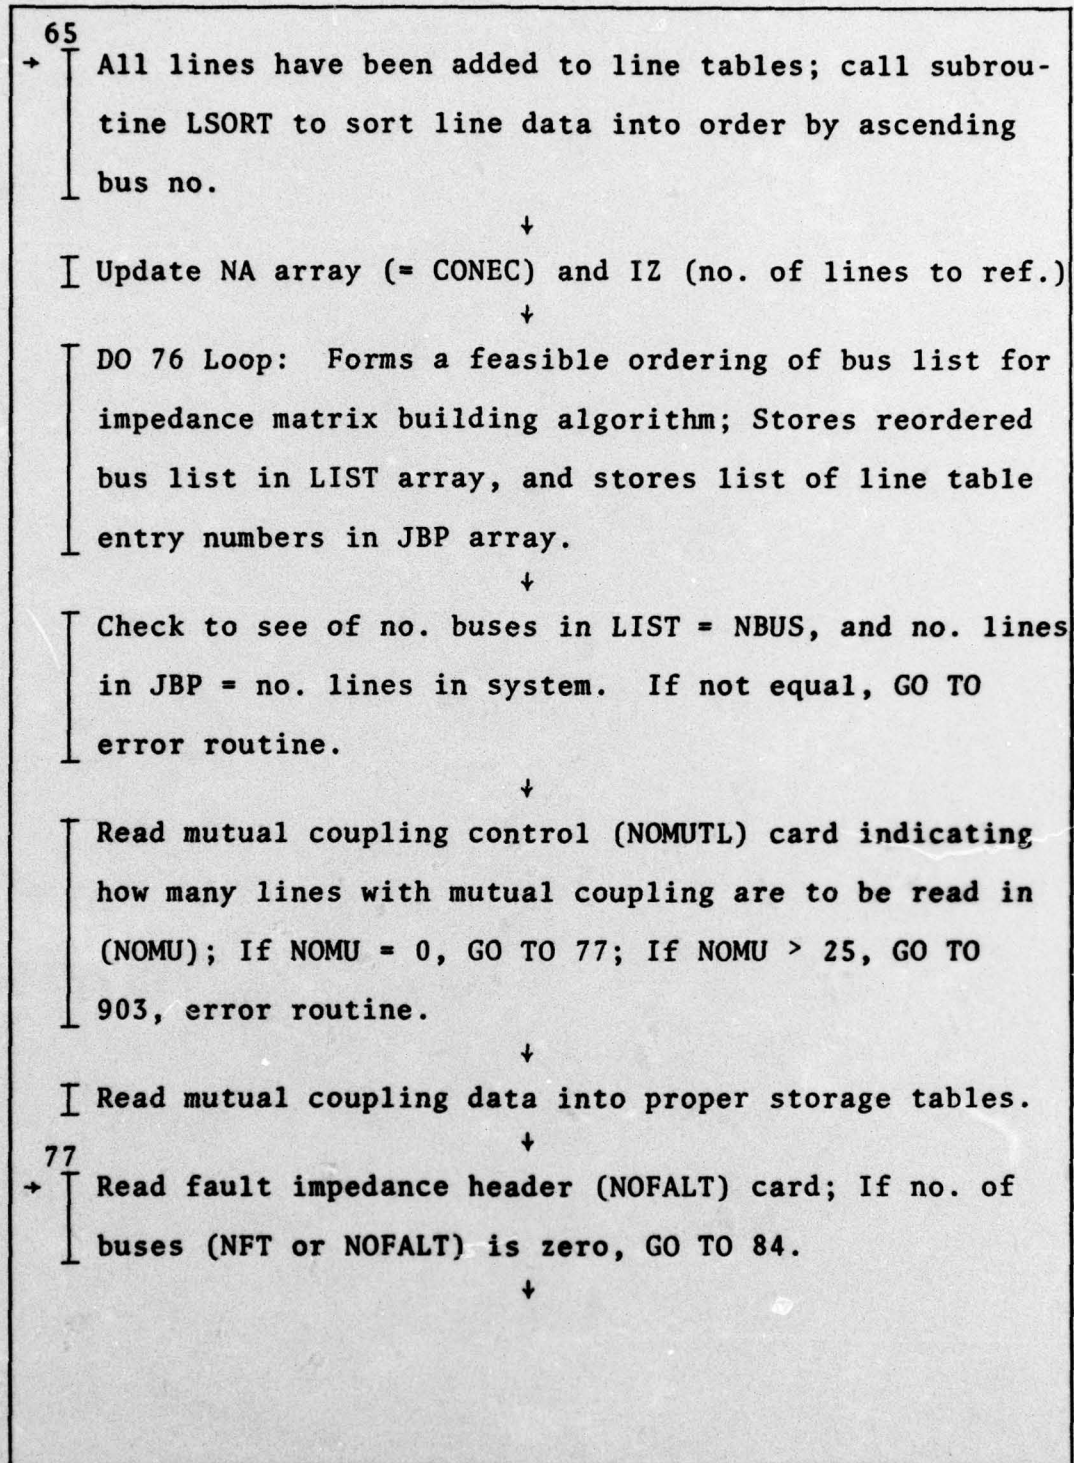 65
→ All lines have been added to line tables; call subrou-
tine LSORT to sort line data into order by ascending
bus no.
↓
Update NA array (= CONEC) and IZ (no. of lines to ref.)
↓
DO 76 Loop: Forms a feasible ordering of bus list for
impedance matrix building algorithm; Stores reordered
bus list in LIST array, and stores list of line table
entry numbers in JBP array.
↓
Check to see of no. buses in LIST = NBUS, and no. lines
in JBP = no. lines in system. If not equal, GO TO
error routine.
↓
Read mutual coupling control (NOMUTL) card indicating
how many lines with mutual coupling are to be read in
(NOMU); If NOMU = 0, GO TO 77; If NOMU > 25, GO TO
903, error routine.
↓
Read mutual coupling data into proper storage tables.
↓
77
→ Read fault impedance header (NOFALT) card; If no. of
buses (NFT or NOFALT) is zero, GO TO 84.
↓